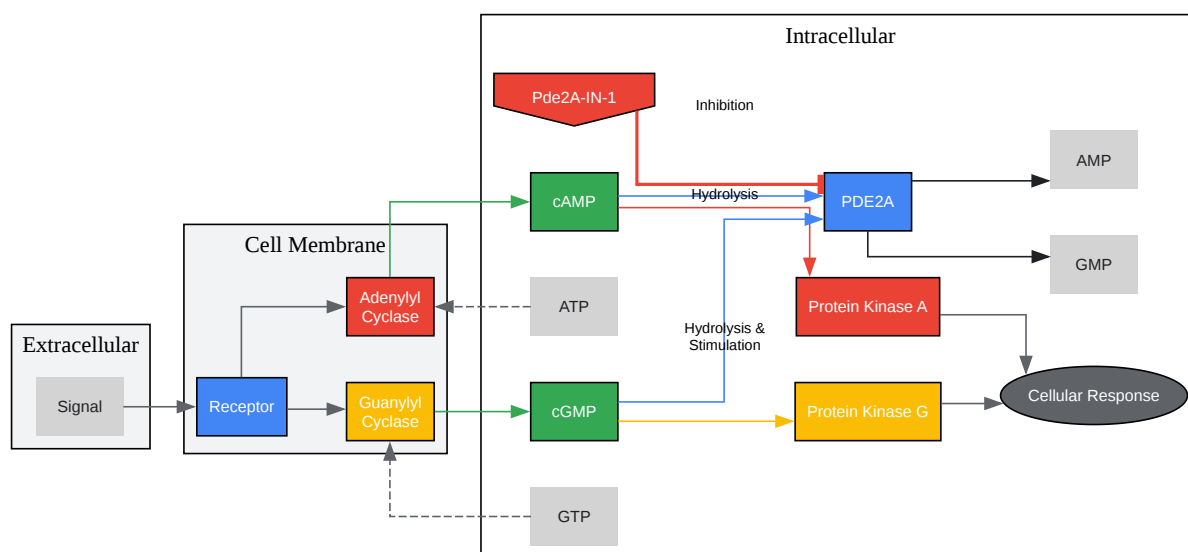 Intracellular
Pde2A-IN-1
Inhibition
AMP
cAMP
Hydrolysis
PDE2A
Cell Membrane
GMP
Adenylyl
Cyclase
ATP
Protein Kinase A
Extracellular
Hydrolysis &
Stimulation
Signal
Receptor
Guanylyl
Cyclase
cGMP
Protein Kinase G
Cellular Response
GTP